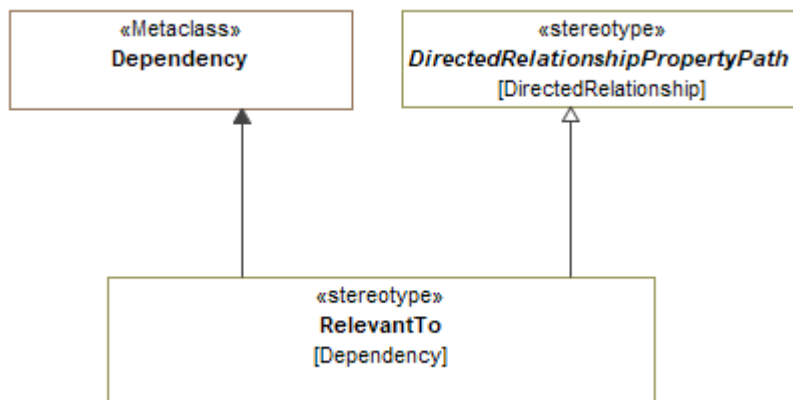 «Metaclass»
Dependency
«stereotype»
DirectedRelationshipPropertyPath
[DirectedRelationship]
«stereotype»
RelevantTo
[Dependency]